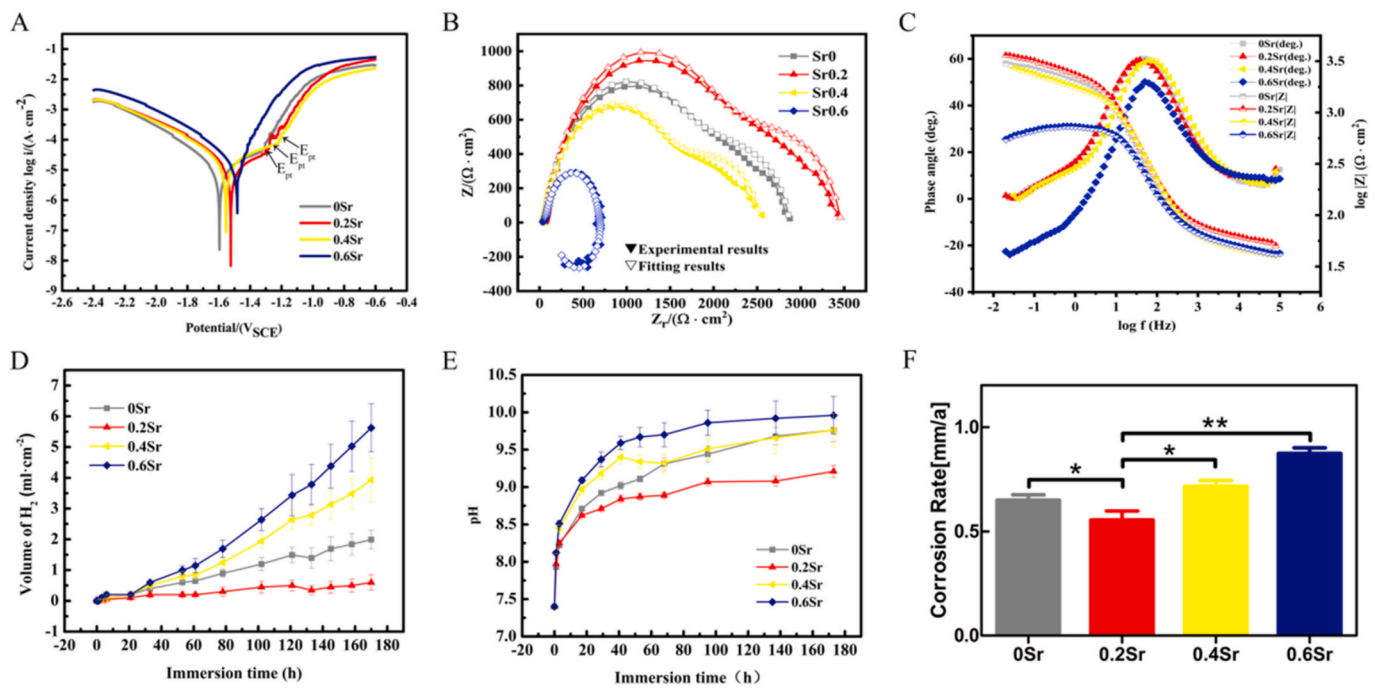 A
Current density log i/(A· cm⁻²)
-1
-2
-3
-4
-5
-6
-7
-8
-9
Ept
Ept
Ept
0Sr
0.2Sr
0.4Sr
0.6Sr
-2.6 -2.4 -2.2 -2.0 -1.8 -1.6 -1.4 -1.2 -1.0 -0.8 -0.6 -0.4
Potential/(VSCE)
B
Zi/(Ω · cm²)
1000
800
600
400
200
0
-200
-400
Sr0
Sr0.2
Sr0.4
Sr0.6
Experimental results
Fitting results
0 500 1000 1500 2000 2500 3000 3500
Zr/(Ω · cm²)
C
Phase angle (deg.)
60
40
20
0
-20
-40
0Sr(deg.)
0.2Sr(deg.)
0.4Sr(deg.)
0.6Sr(deg.)
0Sr|Z|
0.2Sr|Z|
0.4Sr|Z|
0.6Sr|Z|
3.5
3.0
2.5
2.0
1.5
log |Z| (Ω · cm²)
-2 -1 0 1 2 3 4 5 6
log f (Hz)
D
Volume of H₂ (ml·cm⁻²)
7
6
5
4
3
2
1
0
-1
0Sr
0.2Sr
0.4Sr
0.6Sr
-20 0 20 40 60 80 100 120 140 160 180
Immersion time (h)
E
pH
10.5
10.0
9.5
9.0
8.5
8.0
7.5
7.0
0Sr
0.2Sr
0.4Sr
0.6Sr
-20 0 20 40 60 80 100 120 140 160 180
Immersion time（h）
F
Corrosion Rate[mm/a]
1.0
0.5
0.0
*
*
**
0Sr 0.2Sr 0.4Sr 0.6Sr